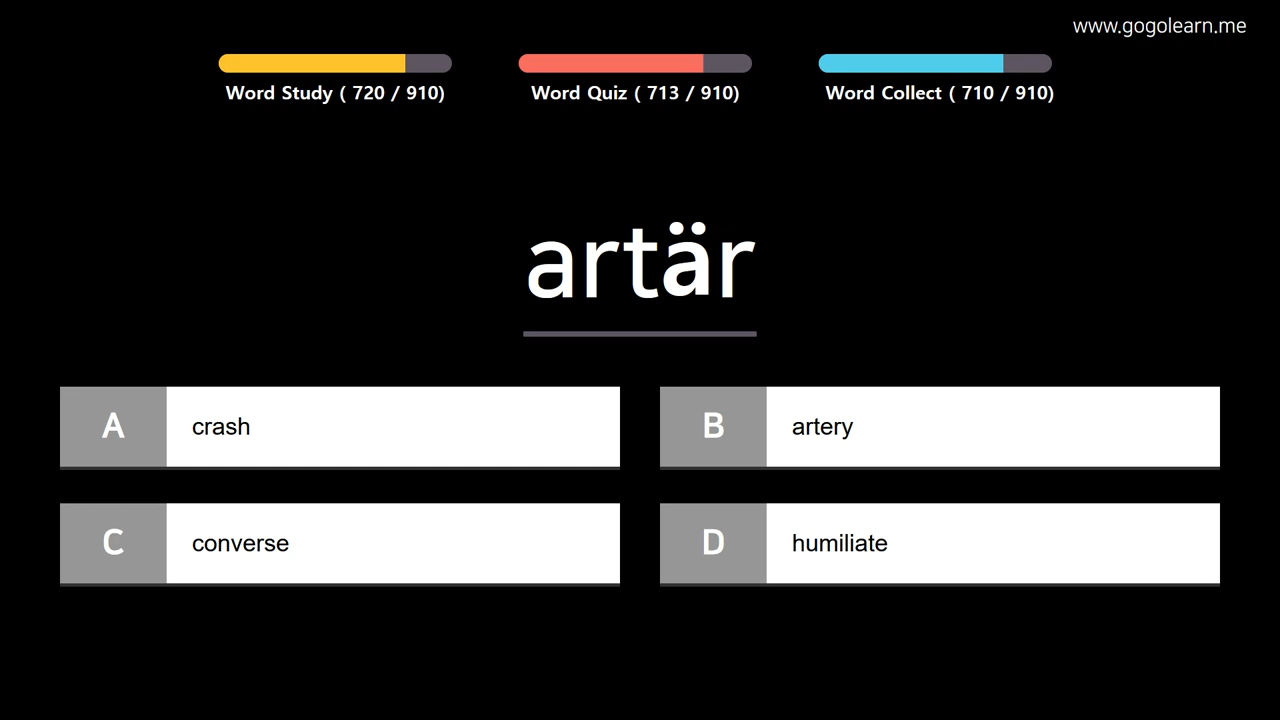 www.gogolearn.me
Word Study ( 720 / 910)
Word Quiz ( 713 / 910)
Word Collect ( 710 / 910)
artär
A
crash
B
artery
C
converse
D
humiliate